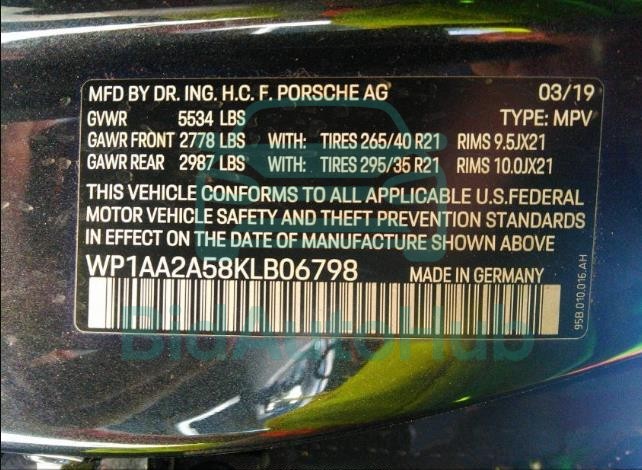 MFD BY DR. ING. H.C. F. PORSCHE AG 03/19
GVWR 5534 LBS TYPE: MPV
GAWR FRONT 2778 LBS WITH: TIRES 265/40 R21 RIMS 9.5JX21
GAWR REAR 2987 LBS WITH: TIRES 295/35 R21 RIMS 10.0JX21
THIS VEHICLE CONFORMS TO ALL APPLICABLE U.S.FEDERAL
MOTOR VEHICLE SAFETY AND THEFT PREVENTION STANDARDS
IN EFFECT ON THE DATE OF MANUFACTURE SHOWN ABOVE
WP1AA2A58KLB06798 MADE IN GERMANY
95B.010.016.AH
BidAutoHub